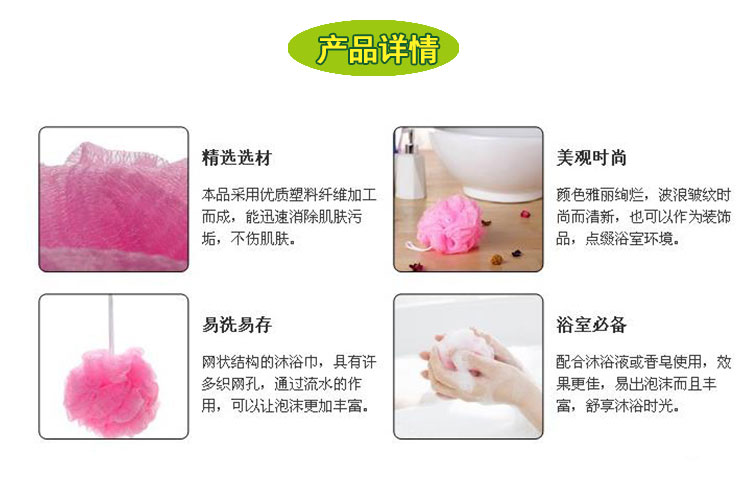 产品详情
精选选材
本品采用优质塑料纤维加工
而成，能迅速消除肌肤污
垢，不伤肌肤。
美观时尚
颜色雅丽绚烂，波浪皱纹时
尚而清新，也可以作为装饰
品，点缀浴室环境。
易洗易存
网状结构的沐浴巾，具有许
多织网孔，通过流水的作
用，可以让泡沫更加丰富。
浴室必备
配合沐浴液或香皂使用，效
果更佳，易出泡沫而且丰
富，舒享沐浴时光。